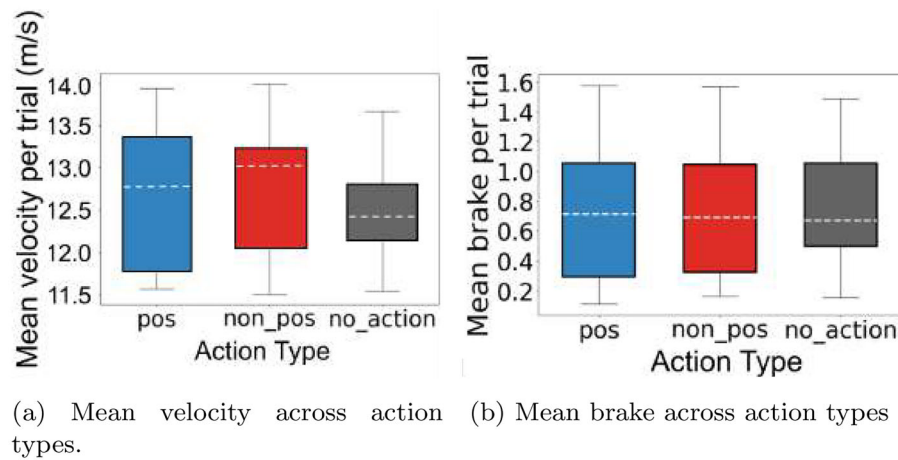 Mean velocity per trial (m/s)
14.0
13.5
13.0
12.5
12.0
11.5
pos
non_pos
no_action
Action Type
Mean brake per trial
1.6
1.4
1.2
1.0
0.8
0.6
0.4
0.2
pos
non_pos
no_action
Action Type
(a) Mean velocity across action
types.
(b) Mean brake across action types